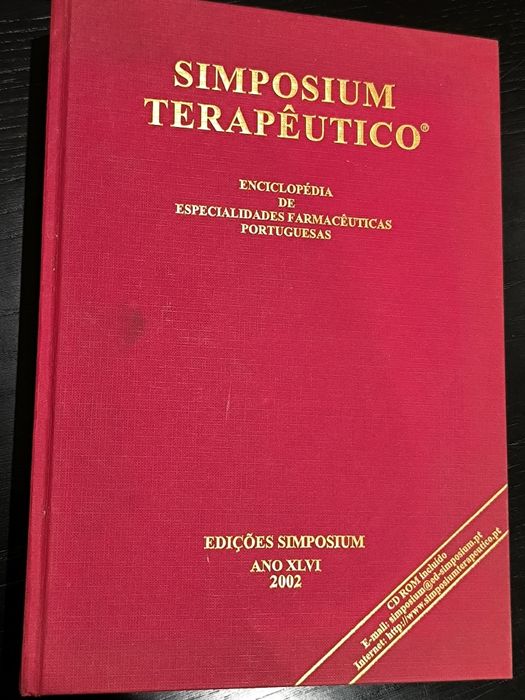 SIMPOSIUM
TERAPÊUTICO®
ENCICLOPÉDIA
DE
ESPECIALIDADES FARMACÊUTICAS
PORTUGUESAS
EDIÇÕES SIMPOSIUM
ANO XLVI
2002
CD ROM incluído
E-mail: simposium@ed-simposium.pt
Internet: http://www.simposiumterapeutico.pt